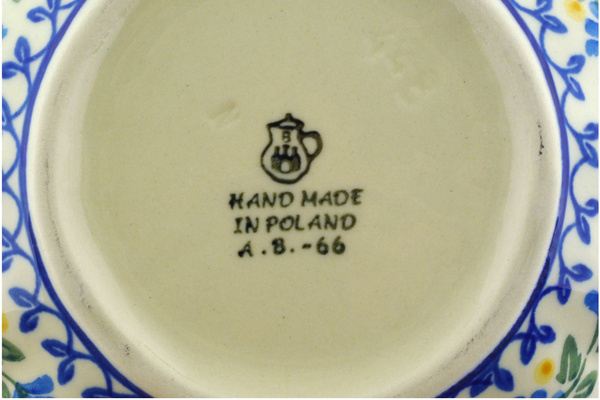 B
HAND MADE
IN POLAND
A.B.-66